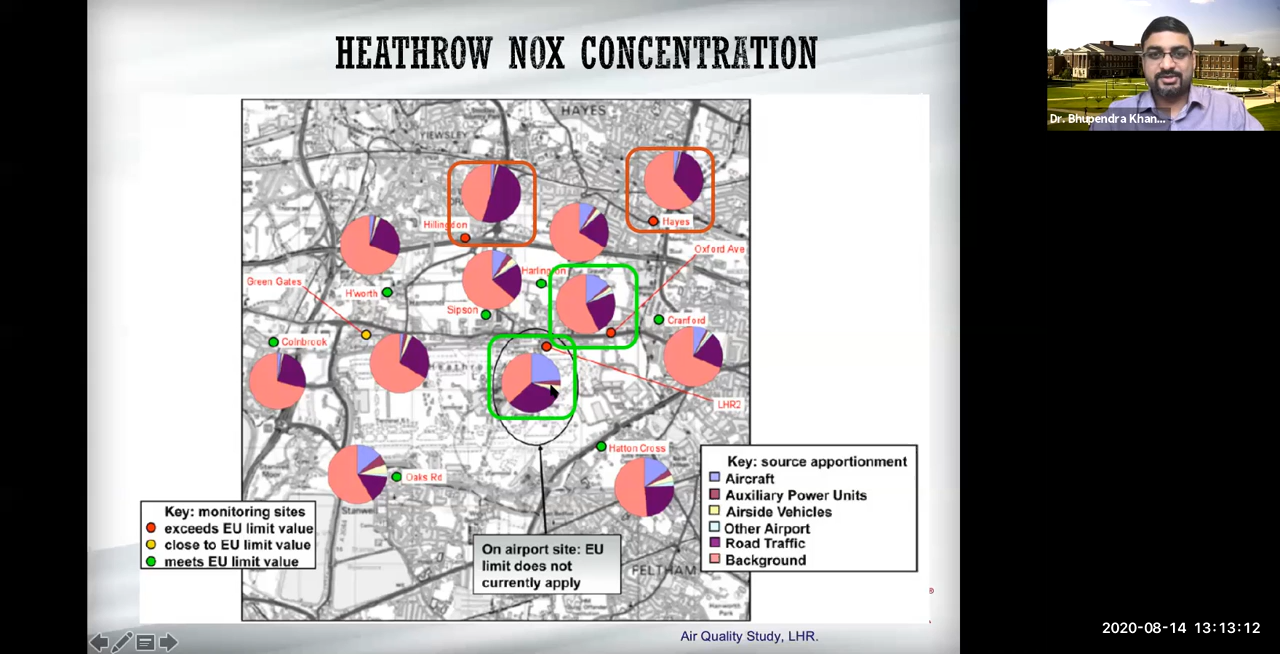 HEATHROW NOX CONCENTRATION
Dr. Bhupendra Khan...
HAYES
YIEWSLEY
Hillingdon
Hayes
Oxford Ave
Green Gates
Harlington
H'worth
Sipson
Cranford
Colnbrook
LHR2
Hatton Cross
Oaks Rd
Stanwell
FELTHAM
Key: monitoring sites
exceeds EU limit value
close to EU limit value
meets EU limit value
On airport site: EU
limit does not
currently apply
Key: source apportionment
Aircraft
Auxiliary Power Units
Airside Vehicles
Other Airport
Road Traffic
Background
Air Quality Study, LHR.
2020-08-14 13:13:12